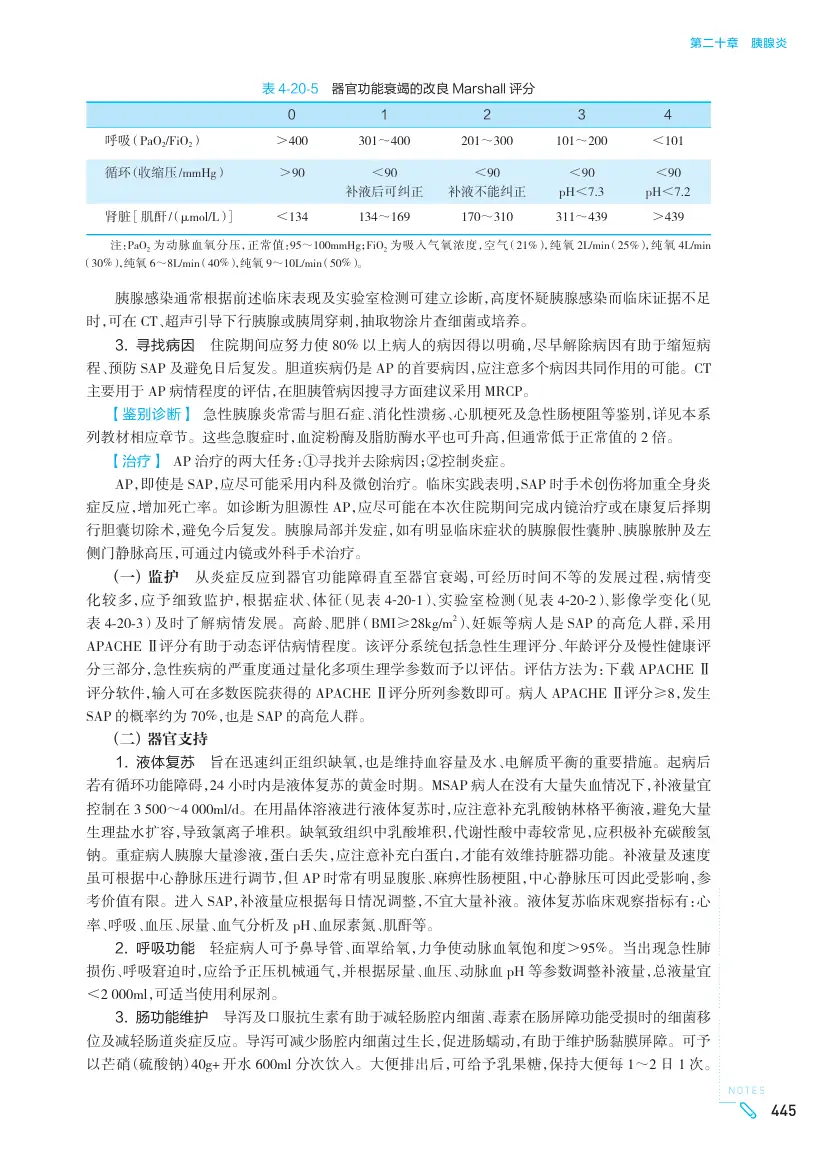 第二十章　胰腺炎
表 4-20-5　器官功能衰竭的改良 Marshall 评分
0　1　2　3　4
呼吸（PaO₂/FiO₂）　＞400　301～400　201～300　101～200　＜101
循环（收缩压/mmHg）　＞90　＜90　＜90　＜90　＜90
补液后可纠正　补液不能纠正　pH＜7.3　pH＜7.2
肾脏［肌酐/（μmol/L）］　＜134　134～169　170～310　311～439　＞439
注：PaO₂ 为动脉血氧分压，正常值：95～100mmHg；FiO₂ 为吸入气氧浓度，空气（21%），纯氧 2L/min（25%），纯氧 4L/min
（30%），纯氧 6～8L/min（40%），纯氧 9～10L/min（50%）。
胰腺感染通常根据前述临床表现及实验室检测可建立诊断，高度怀疑胰腺感染而临床证据不足
时，可在 CT、超声引导下行胰腺或胰周穿刺，抽取物涂片查细菌或培养。
3. 寻找病因　住院期间应努力使 80% 以上病人的病因得以明确，尽早解除病因有助于缩短病
程、预防 SAP 及避免日后复发。胆道疾病仍是 AP 的首要病因，应注意多个病因共同作用的可能。CT
主要用于 AP 病情程度的评估，在胆胰管病因搜寻方面建议采用 MRCP。
【鉴别诊断】　急性胰腺炎常需与胆石症、消化性溃疡、心肌梗死及急性肠梗阻等鉴别，详见本系
列教材相应章节。这些急腹症时，血淀粉酶及脂肪酶水平也可升高，但通常低于正常值的 2 倍。
【治疗】　AP 治疗的两大任务：①寻找并去除病因；②控制炎症。
AP，即使是 SAP，应尽可能采用内科及微创治疗。临床实践表明，SAP 时手术创伤将加重全身炎
症反应，增加死亡率。如诊断为胆源性 AP，应尽可能在本次住院期间完成内镜治疗或在康复后择期
行胆囊切除术，避免今后复发。胰腺局部并发症，如有明显临床症状的胰腺假性囊肿、胰腺脓肿及左
侧门静脉高压，可通过内镜或外科手术治疗。
（一）监护　从炎症反应到器官功能障碍直至器官衰竭，可经历时间不等的发展过程，病情变
化较多，应予细致监护，根据症状、体征（见表 4-20-1）、实验室检测（见表 4-20-2）、影像学变化（见
表 4-20-3）及时了解病情发展。高龄、肥胖（BMI≥28kg/m²）、妊娠等病人是 SAP 的高危人群，采用
APACHE Ⅱ评分有助于动态评估病情程度。该评分系统包括急性生理评分、年龄评分及慢性健康评
分三部分，急性疾病的严重度通过量化多项生理学参数而予以评估。评估方法为：下载 APACHE Ⅱ
评分软件，输入可在多数医院获得的 APACHE Ⅱ评分所列参数即可。病人 APACHE Ⅱ评分≥8，发生
SAP 的概率约为 70%，也是 SAP 的高危人群。
（二）器官支持
1. 液体复苏　旨在迅速纠正组织缺氧，也是维持血容量及水、电解质平衡的重要措施。起病后
若有循环功能障碍，24 小时内是液体复苏的黄金时期。MSAP 病人在没有大量失血情况下，补液量宜
控制在 3 500～4 000ml/d。在用晶体溶液进行液体复苏时，应注意补充乳酸钠林格平衡液，避免大量
生理盐水扩容，导致氯离子堆积。缺氧致组织中乳酸堆积，代谢性酸中毒较常见，应积极补充碳酸氢
钠。重症病人胰腺大量渗液，蛋白丢失，应注意补充白蛋白，才能有效维持脏器功能。补液量及速度
虽可根据中心静脉压进行调节，但 AP 时常有明显腹胀、麻痹性肠梗阻，中心静脉压可因此受影响，参
考价值有限。进入 SAP，补液量应根据每日情况调整，不宜大量补液。液体复苏临床观察指标有：心
率、呼吸、血压、尿量、血气分析及 pH、血尿素氮、肌酐等。
2. 呼吸功能　轻症病人可予鼻导管、面罩给氧，力争使动脉血氧饱和度＞95%。当出现急性肺
损伤、呼吸窘迫时，应给予正压机械通气，并根据尿量、血压、动脉血 pH 等参数调整补液量，总液量宜
＜2 000ml，可适当使用利尿剂。
3. 肠功能维护　导泻及口服抗生素有助于减轻肠腔内细菌、毒素在肠屏障功能受损时的细菌移
位及减轻肠道炎症反应。导泻可减少肠腔内细菌过生长，促进肠蠕动，有助于维护肠黏膜屏障。可予
以芒硝（硫酸钠）40g+ 开水 600ml 分次饮入。大便排出后，可给予乳果糖，保持大便每 1～2 日 1 次。
NOTES
445